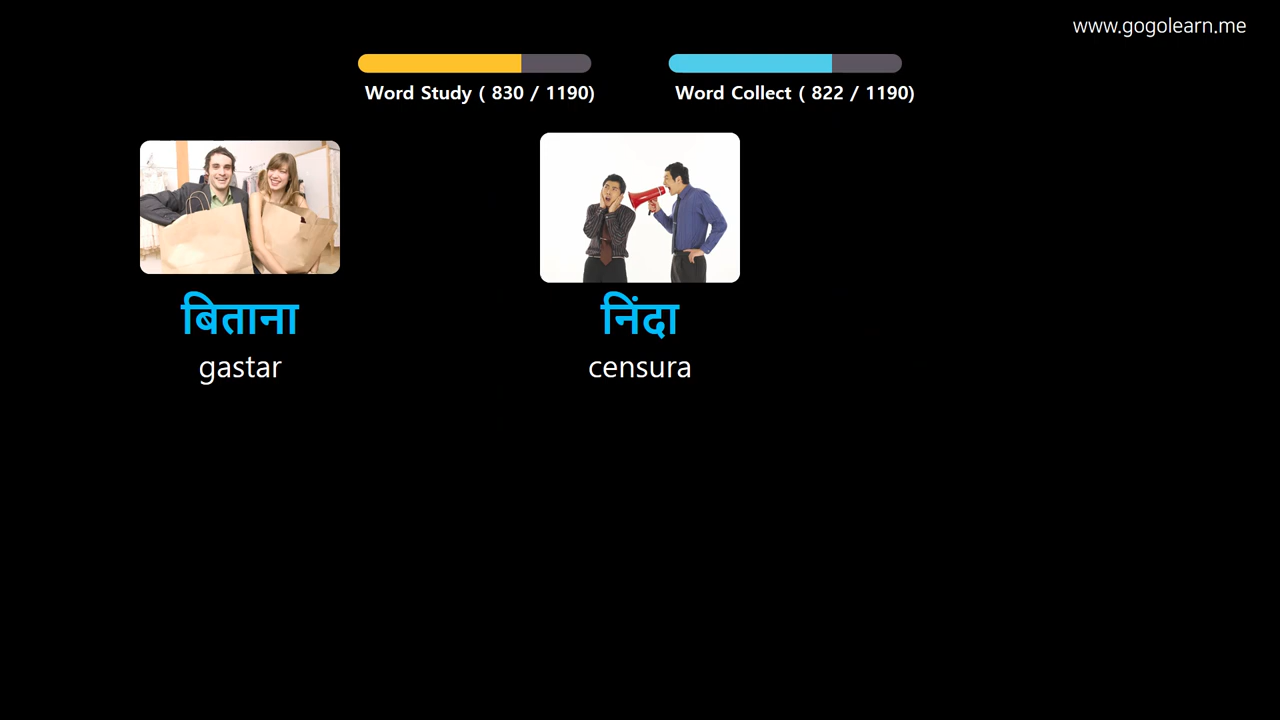 www.gogolearn.me
Word Study ( 830 / 1190)
Word Collect ( 822 / 1190)
बिताना
gastar
निंदा
censura